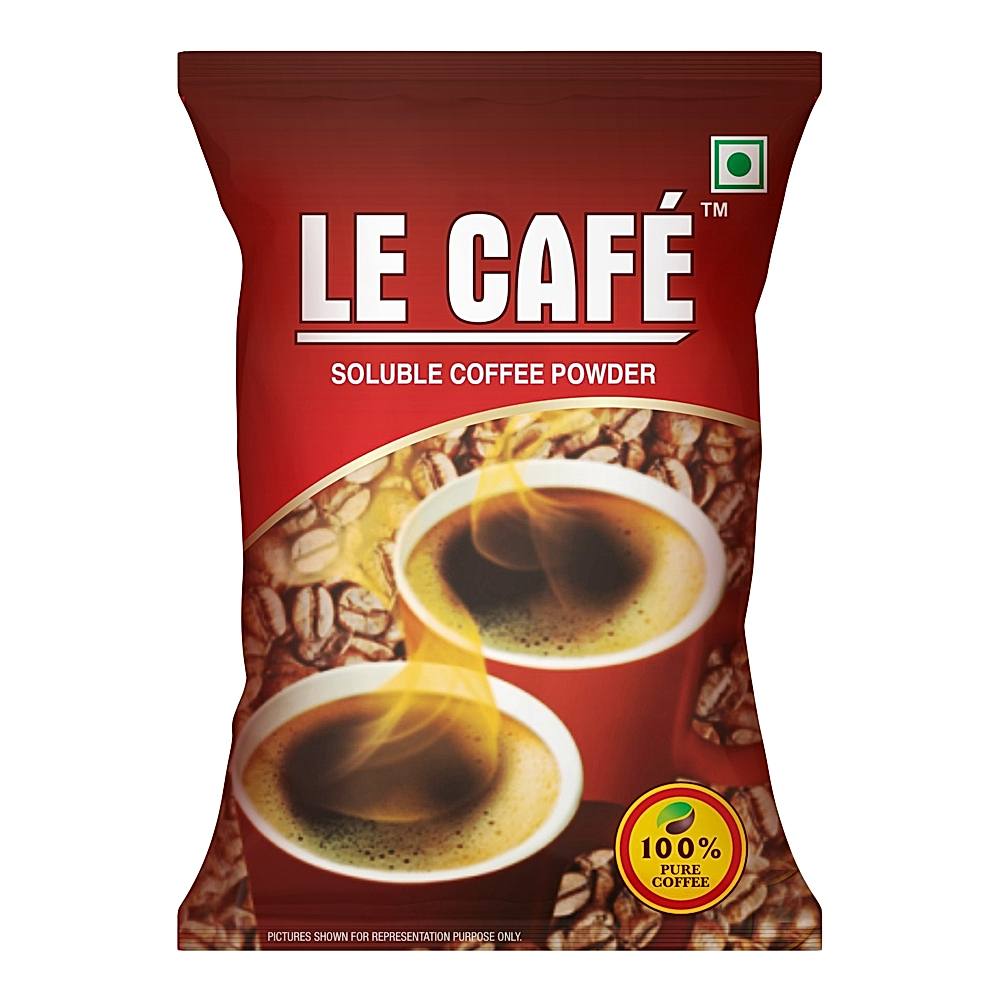 LE CAFÉ™
SOLUBLE COFFEE POWDER
100%
PURE
COFFEE
PICTURES SHOWN FOR REPRESENTATION PURPOSE ONLY.